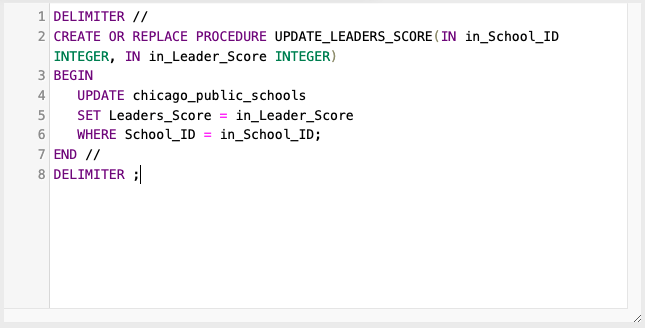 1 DELIMITER //
2 CREATE OR REPLACE PROCEDURE UPDATE_LEADERS_SCORE(IN in_School_ID
INTEGER, IN in_Leader_Score INTEGER)
3 BEGIN
4    UPDATE chicago_public_schools
5    SET Leaders_Score = in_Leader_Score
6    WHERE School_ID = in_School_ID;
7 END //
8 DELIMITER ;